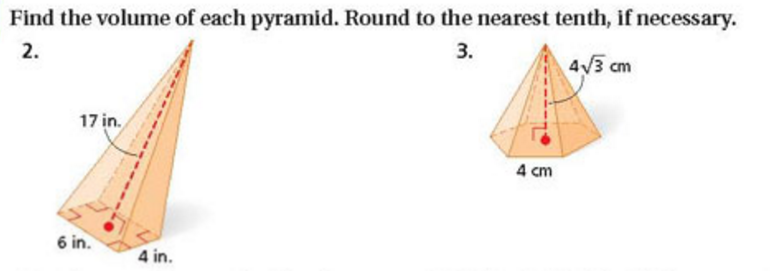 Find the volume of each pyramid. Round to the nearest tenth, if necessary.
2.
17 in.
6 in.
4 in.
3.
4√3 cm
4 cm